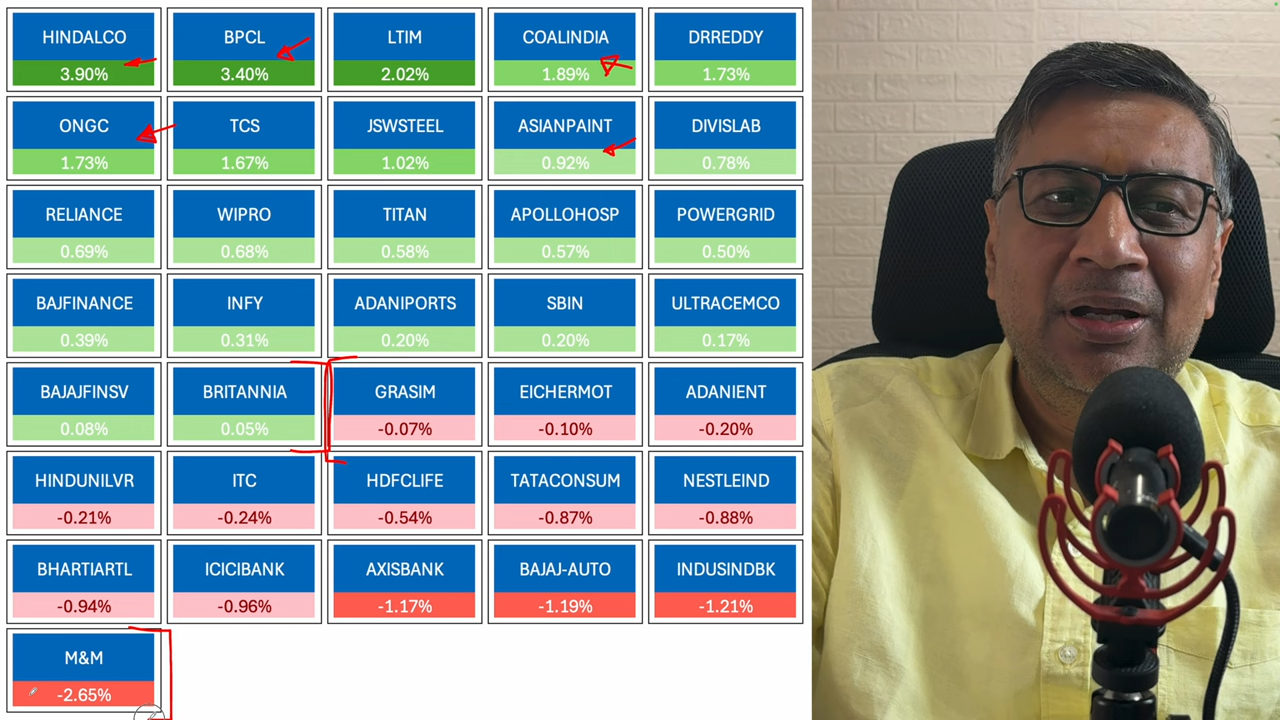 HINDALCO BPCL LTIM COALINDIA DRREDDY
3.90% 3.40% 2.02% 1.89% 1.73%
ONGC TCS JSWSTEEL ASIANPAINT DIVISLAB
1.73% 1.67% 1.02% 0.92% 0.78%
RELIANCE WIPRO TITAN APOLLOHOSP POWERGRID
0.69% 0.68% 0.58% 0.57% 0.50%
BAJFINANCE INFY ADANIPORTS SBIN ULTRACEMCO
0.39% 0.31% 0.20% 0.20% 0.17%
BAJAJFINSV BRITANNIA GRASIM EICHERMOT ADANIENT
0.08% 0.05% -0.07% -0.10% -0.20%
HINDUNILVR ITC HDFCLIFE TATACONSUM NESTLEIND
-0.21% -0.24% -0.54% -0.87% -0.88%
BHARTIARTL ICICIBANK AXISBANK BAJAJ-AUTO INDUSINDBK
-0.94% -0.96% -1.17% -1.19% -1.21%
M&M
-2.65%